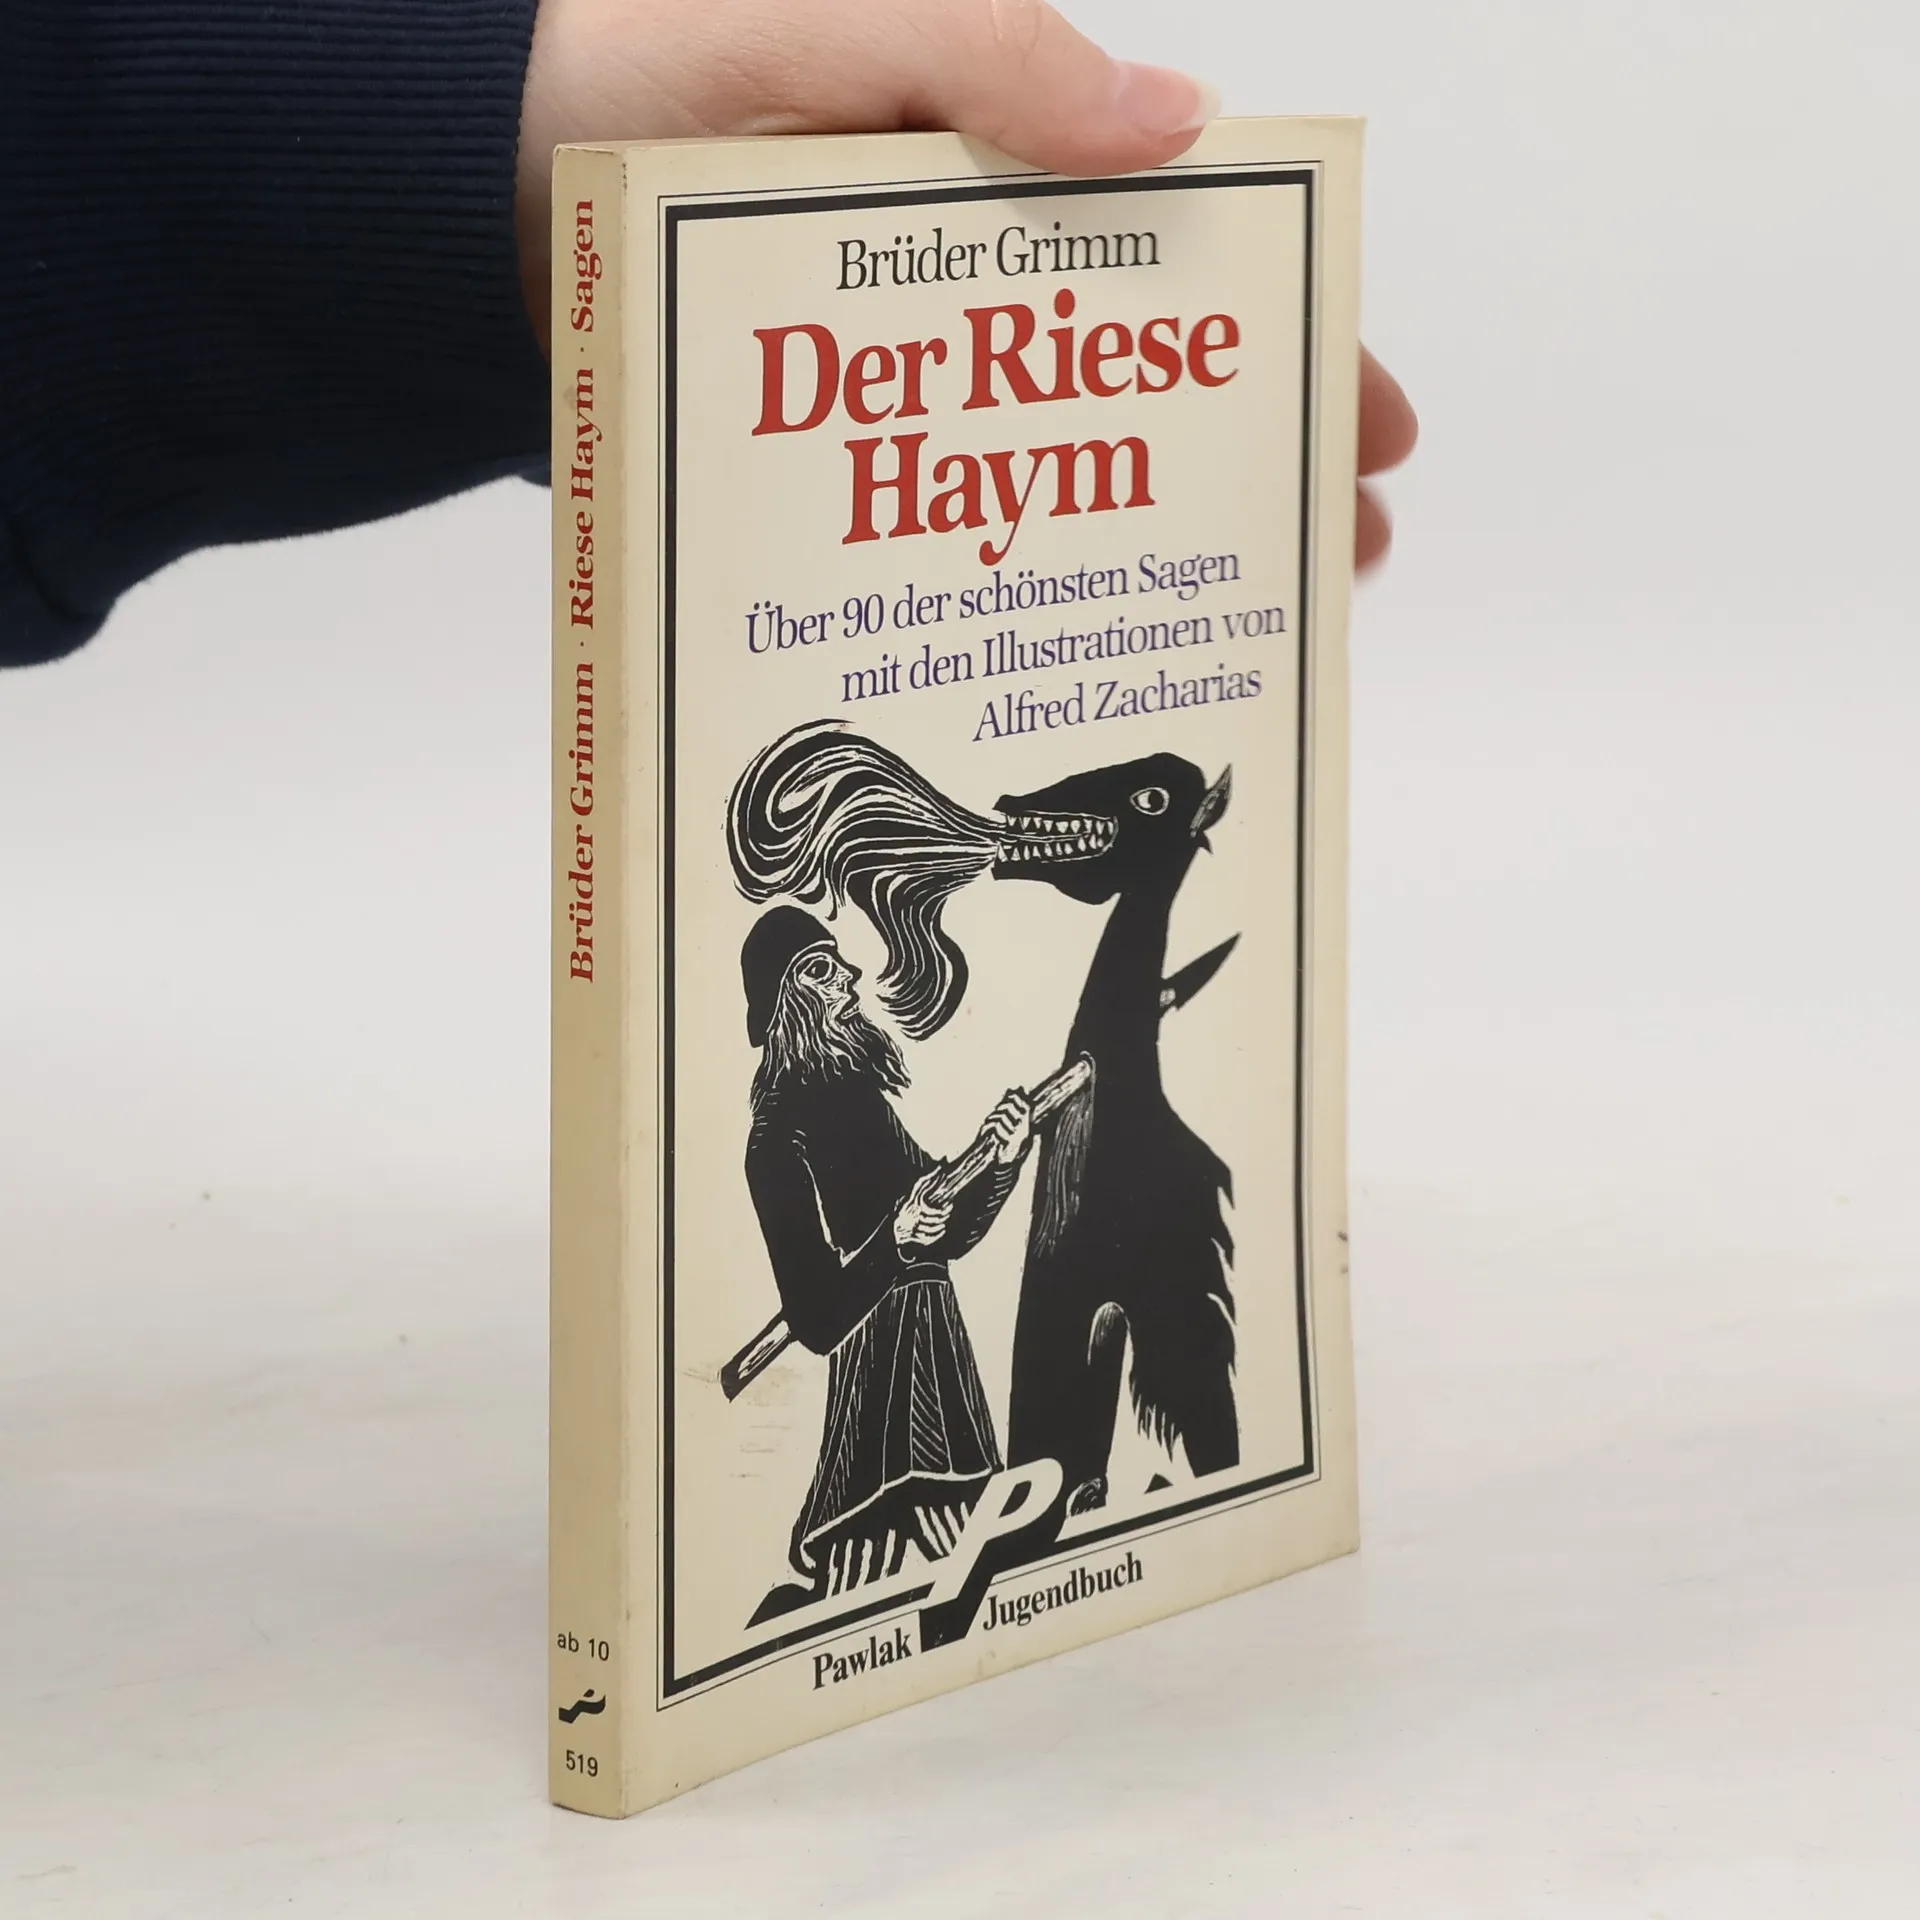 Brüder Grimm · Riese Haym · Sagen
ab 10
519
Brüder Grimm
Der Riese
Haym
Über 90 der schönsten Sagen
mit den Illustrationen von
Alfred Zacharias
P
Pawlak Jugendbuch